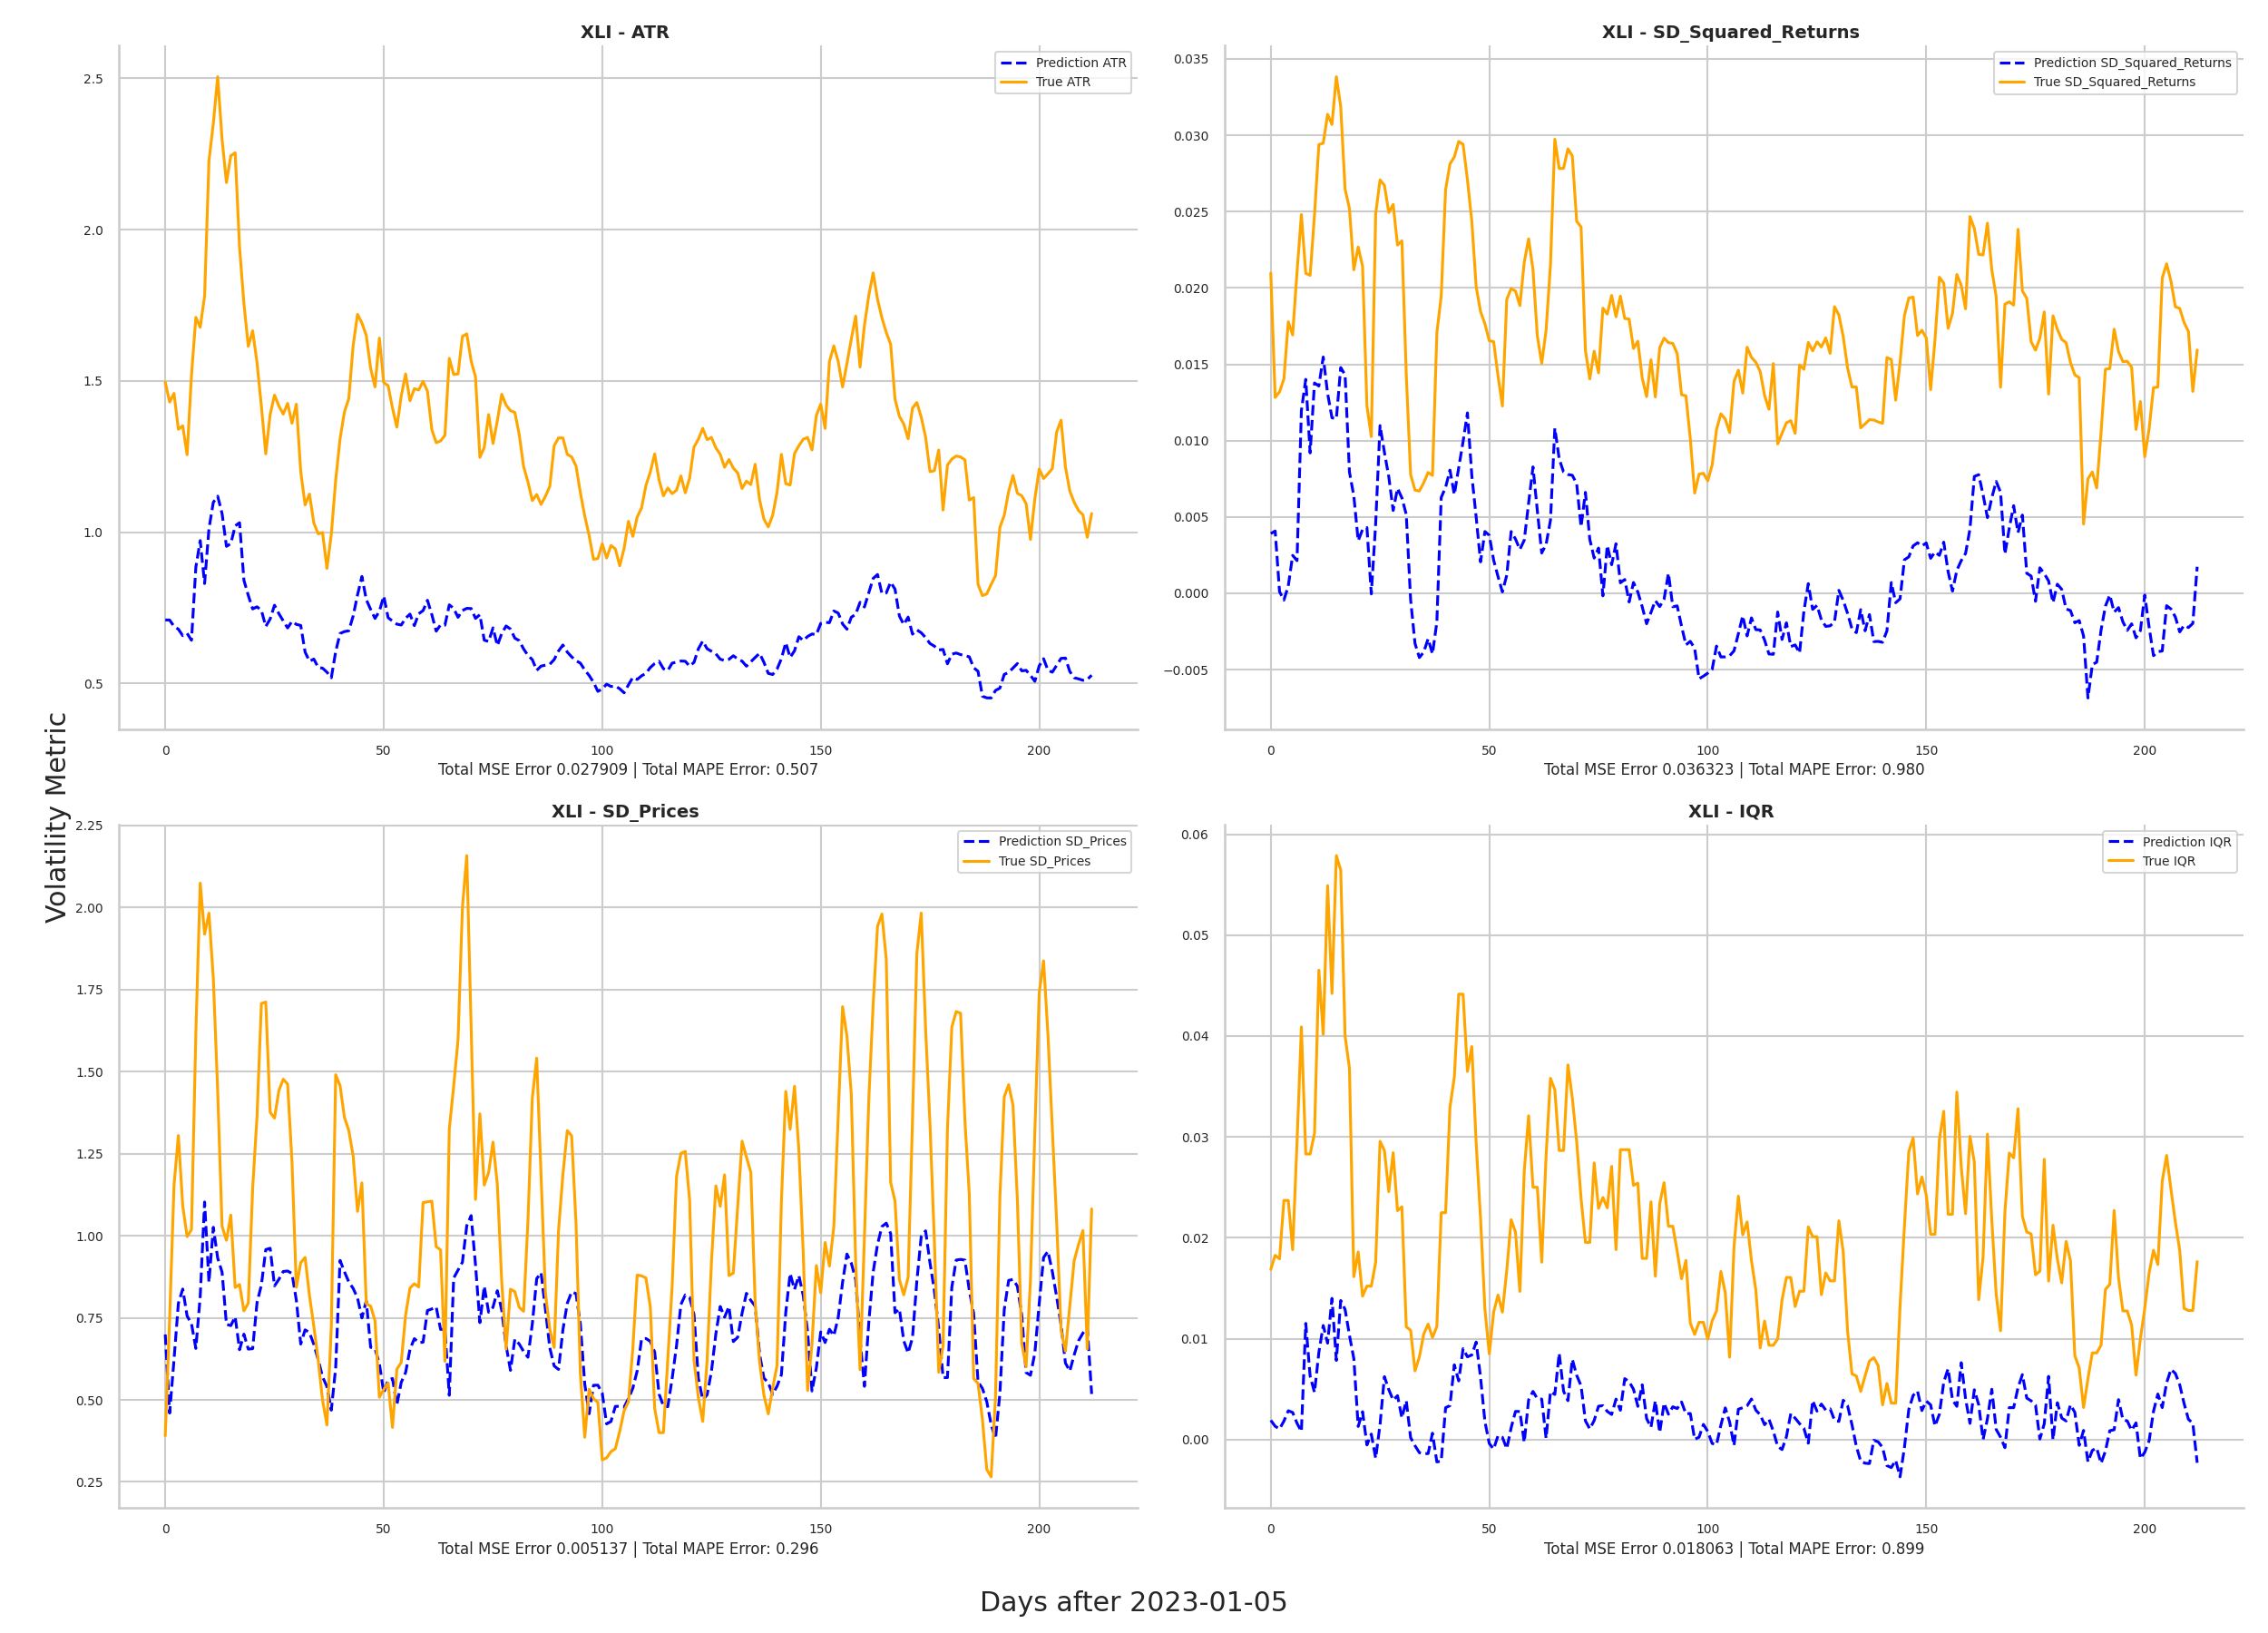 XLI - ATR
Prediction ATR
True ATR
2.5
2.0
1.5
1.0
0.5
0
50
100
150
200
Total MSE Error 0.027909 | Total MAPE Error: 0.507
XLI - SD_Squared_Returns
Prediction SD_Squared_Returns
True SD_Squared_Returns
0.035
0.030
0.025
0.020
0.015
0.010
0.005
0.000
−0.005
0
50
100
150
200
Total MSE Error 0.036323 | Total MAPE Error: 0.980
Volatility Metric
XLI - SD_Prices
Prediction SD_Prices
True SD_Prices
2.25
2.00
1.75
1.50
1.25
1.00
0.75
0.50
0.25
0
50
100
150
200
Total MSE Error 0.005137 | Total MAPE Error: 0.296
XLI - IQR
Prediction IQR
True IQR
0.06
0.05
0.04
0.03
0.02
0.01
0.00
0
50
100
150
200
Total MSE Error 0.018063 | Total MAPE Error: 0.899
Days after 2023-01-05